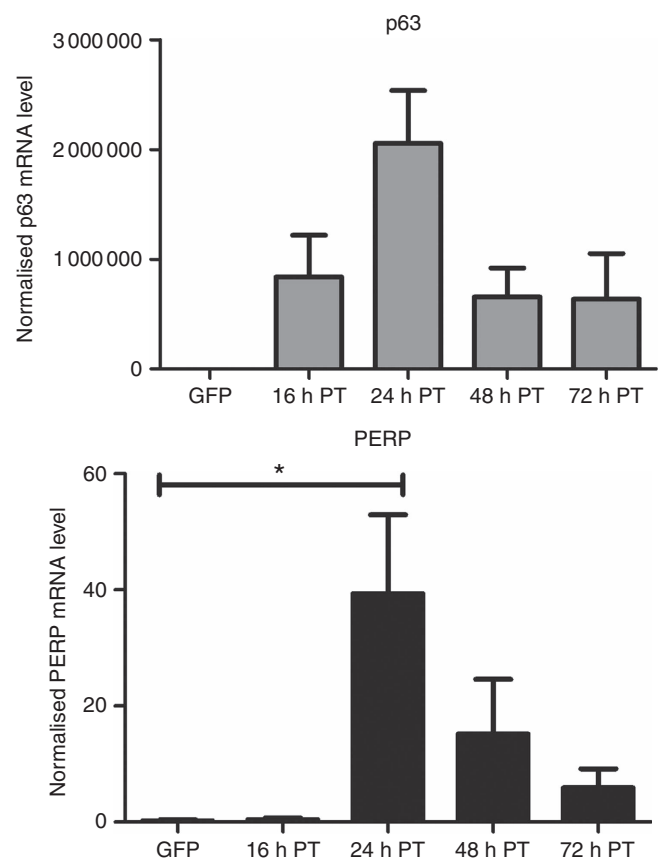 p63
Normalised p63 mRNA level
3 000 000
2 000 000
1 000 000
0
GFP 16 h PT 24 h PT 48 h PT 72 h PT
PERP
Normalised PERP mRNA level
60
40
20
0
*
GFP 16 h PT 24 h PT 48 h PT 72 h PT